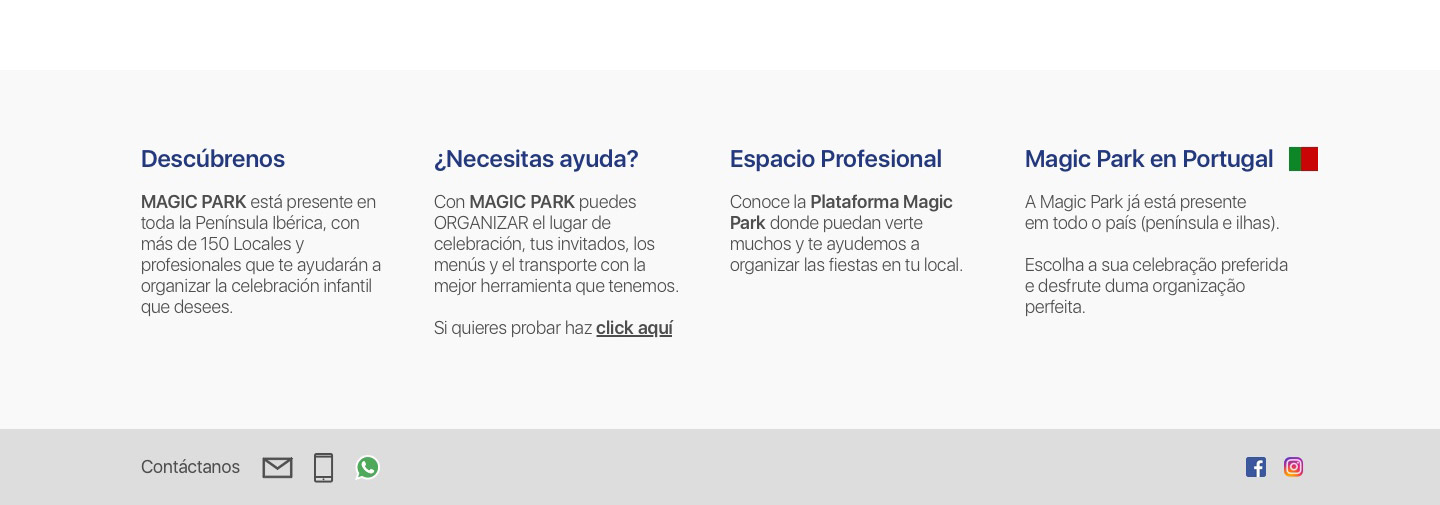 Descúbrenos
MAGIC PARK está presente en
toda la Península Ibérica, con
más de 150 Locales y
profesionales que te ayudarán a
organizar la celebración infantil
que desees.
¿Necesitas ayuda?
Con MAGIC PARK puedes
ORGANIZAR el lugar de
celebración, tus invitados, los
menús y el transporte con la
mejor herramienta que tenemos.
Si quieres probar haz click aquí
Espacio Profesional
Conoce la Plataforma Magic
Park donde puedan verte
muchos y te ayudemos a
organizar las fiestas en tu local.
Magic Park en Portugal
A Magic Park já está presente
em todo o país (península e ilhas).
Escolha a sua celebração preferida
e desfrute duma organização
perfeita.
Contáctanos